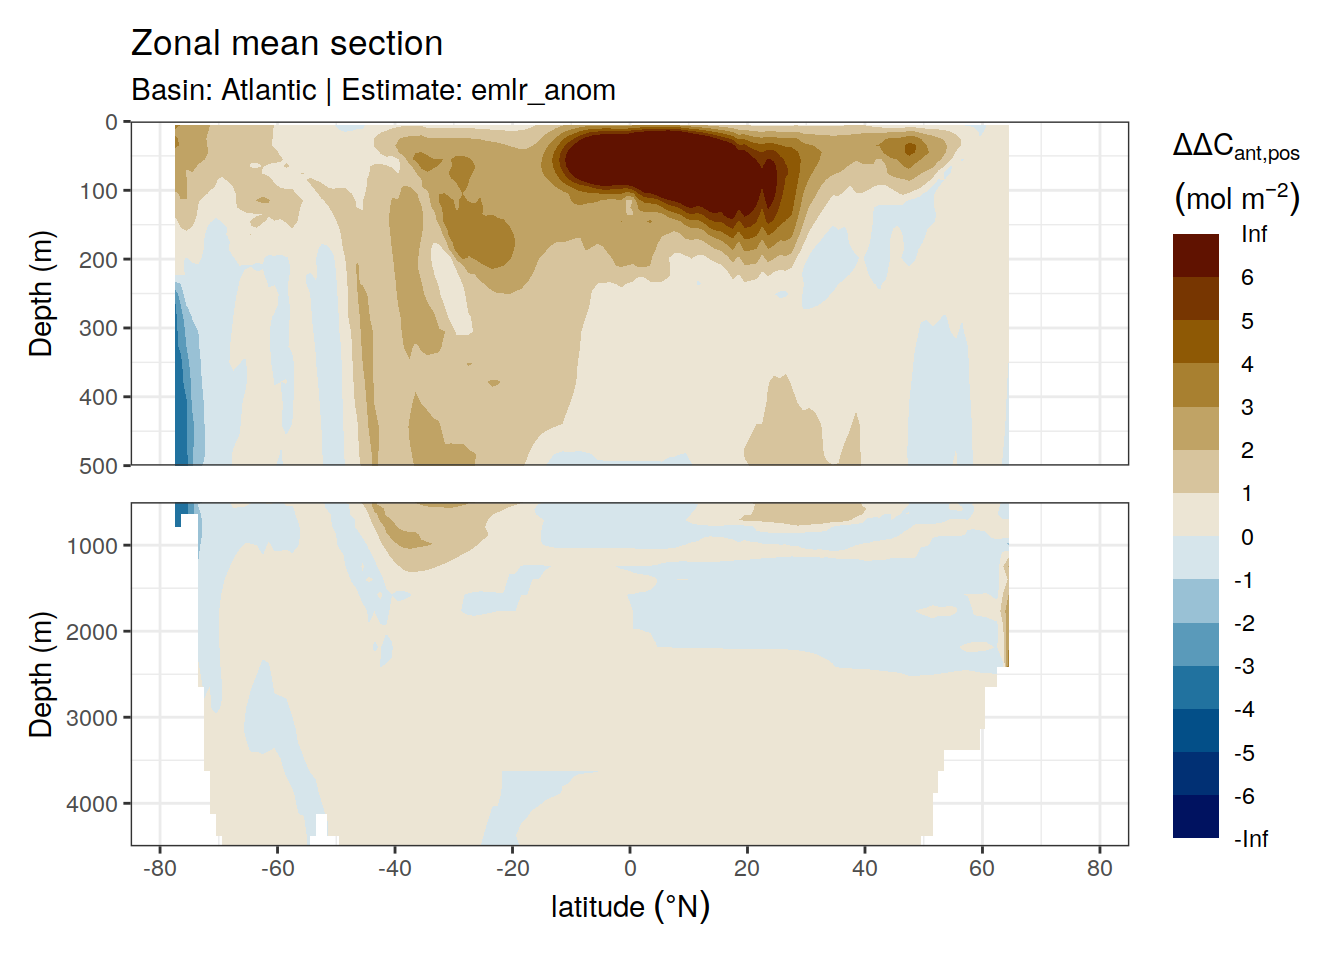 Zonal mean section
Basin: Atlantic | Estimate: emlr_anom
ΔΔC_ant,pos
(mol m⁻²)
Inf
6
5
4
3
2
1
0
-1
-2
-3
-4
-5
-6
-Inf
Depth (m)
0
100
200
300
400
500
Depth (m)
1000
2000
3000
4000
-80 -60 -40 -20 0 20 40 60 80
latitude (°N)